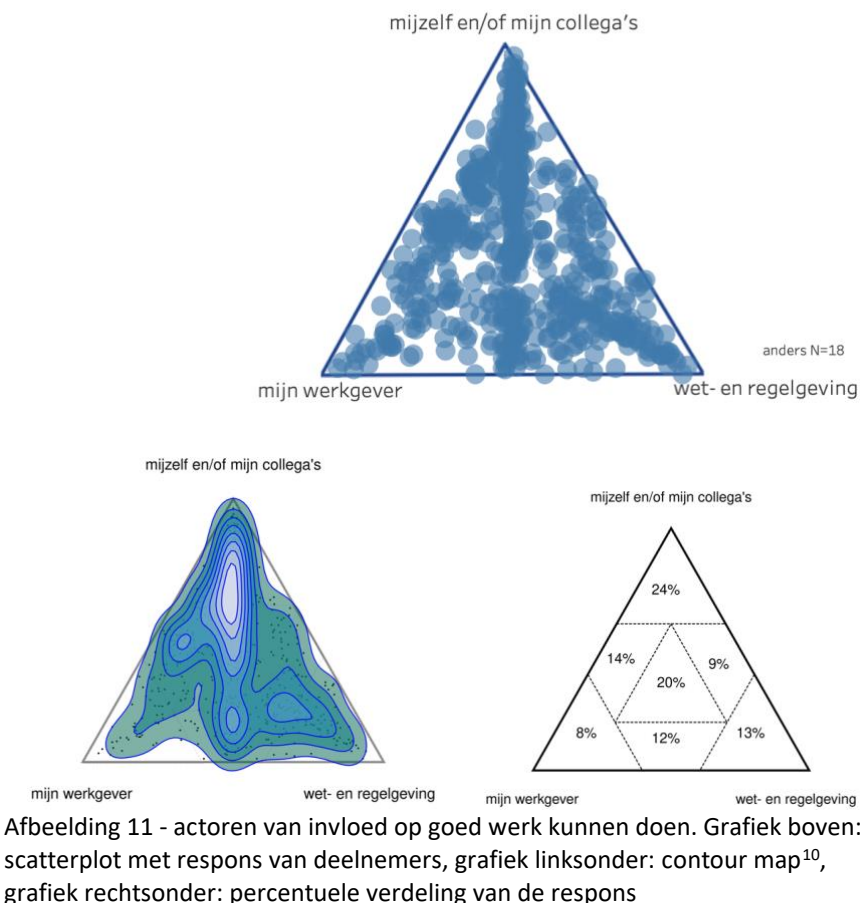 mijzelf en/of mijn collega's
anders N=18
mijn werkgever
wet- en regelgeving
mijzelf en/of mijn collega's
mijn werkgever
wet- en regelgeving
mijzelf en/of mijn collega's
24%
14%
9%
20%
8%
12%
13%
mijn werkgever
wet- en regelgeving
Afbeelding 11 - actoren van invloed op goed werk kunnen doen. Grafiek boven:
scatterplot met respons van deelnemers, grafiek linksonder: contour map¹⁰,
grafiek rechtsonder: percentuele verdeling van de respons